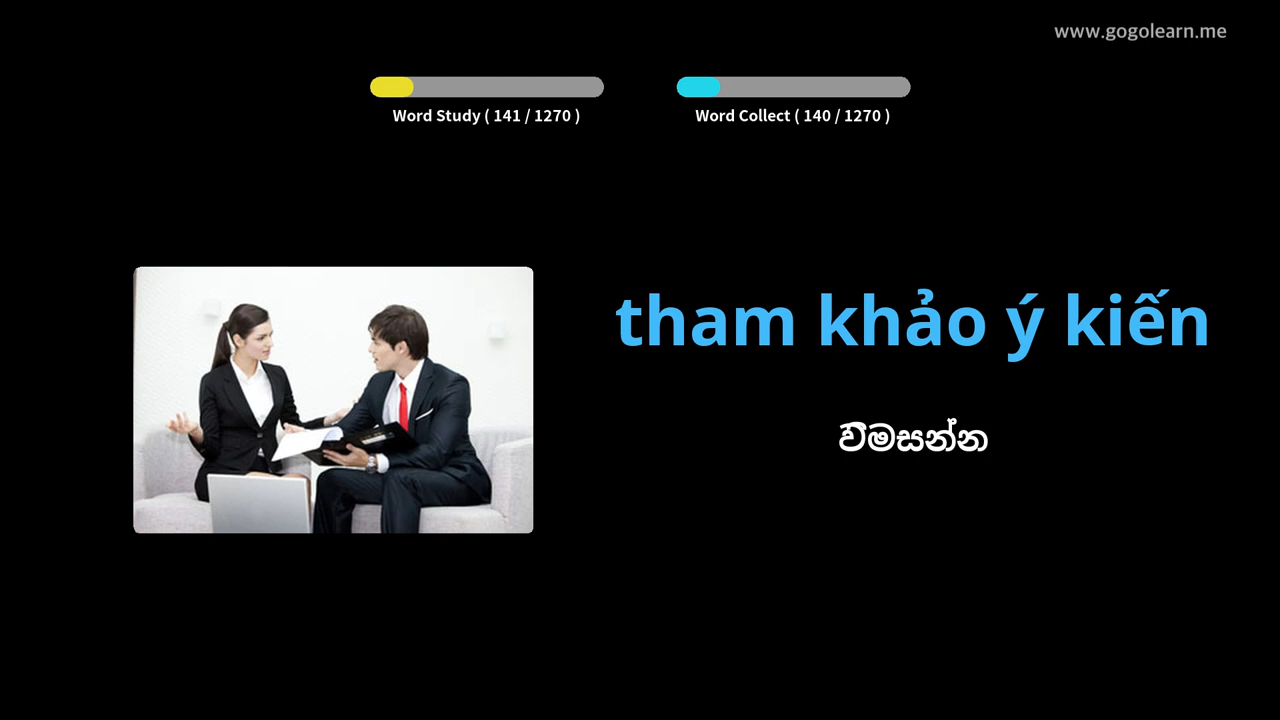 www.gogolearn.me
Word Study ( 141 / 1270 )
Word Collect ( 140 / 1270 )
tham khảo ý kiến
විමසන්න